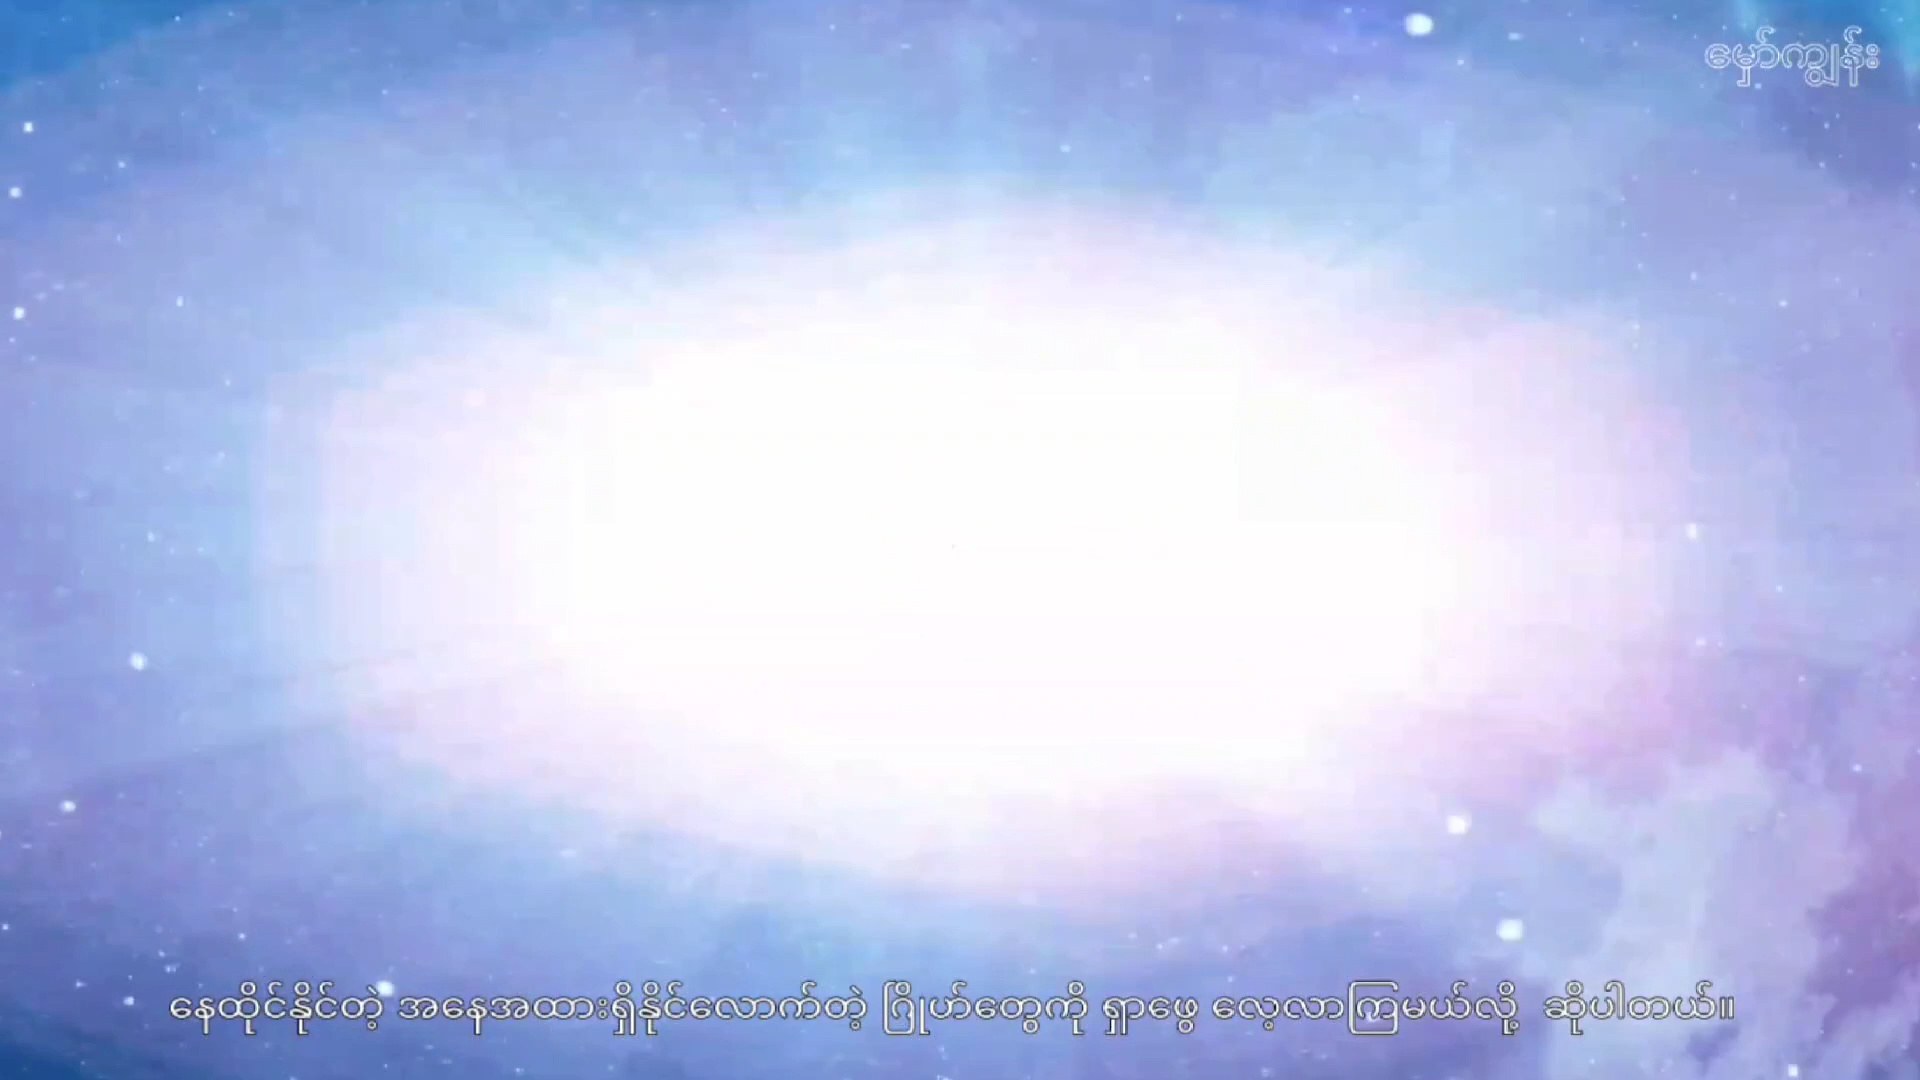 မှော်ကျွန်း
နေထိုင်နိုင်တဲ့ အနေအထားရှိနိုင်လောက်တဲ့ ဂြိုဟ်တွေကို ရှာဖွေ လေ့လာကြမယ်လို့ ဆိုပါတယ်။